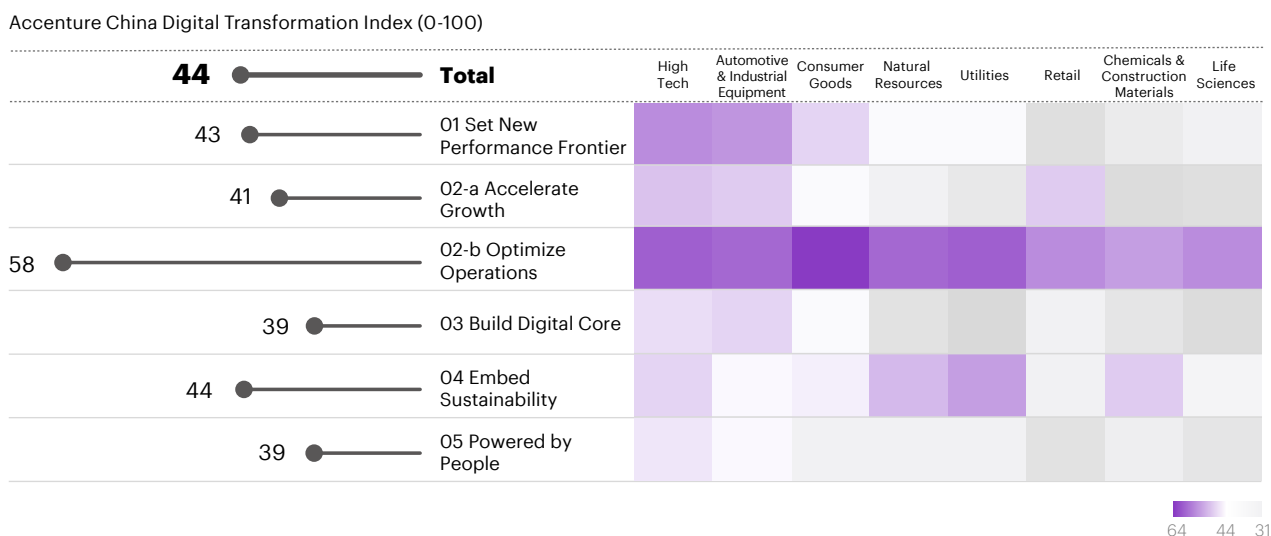 Accenture China Digital Transformation Index (0-100)
44
Total
High
Tech
Automotive
& Industrial
Equipment
Consumer
Goods
Natural
Resources
Utilities
Retail
Chemicals &
Construction
Materials
Life
Sciences
43
01 Set New
Performance Frontier
41
02-a Accelerate
Growth
58
02-b Optimize
Operations
39
03 Build Digital Core
44
04 Embed
Sustainability
39
05 Powered by
People
64 44 31